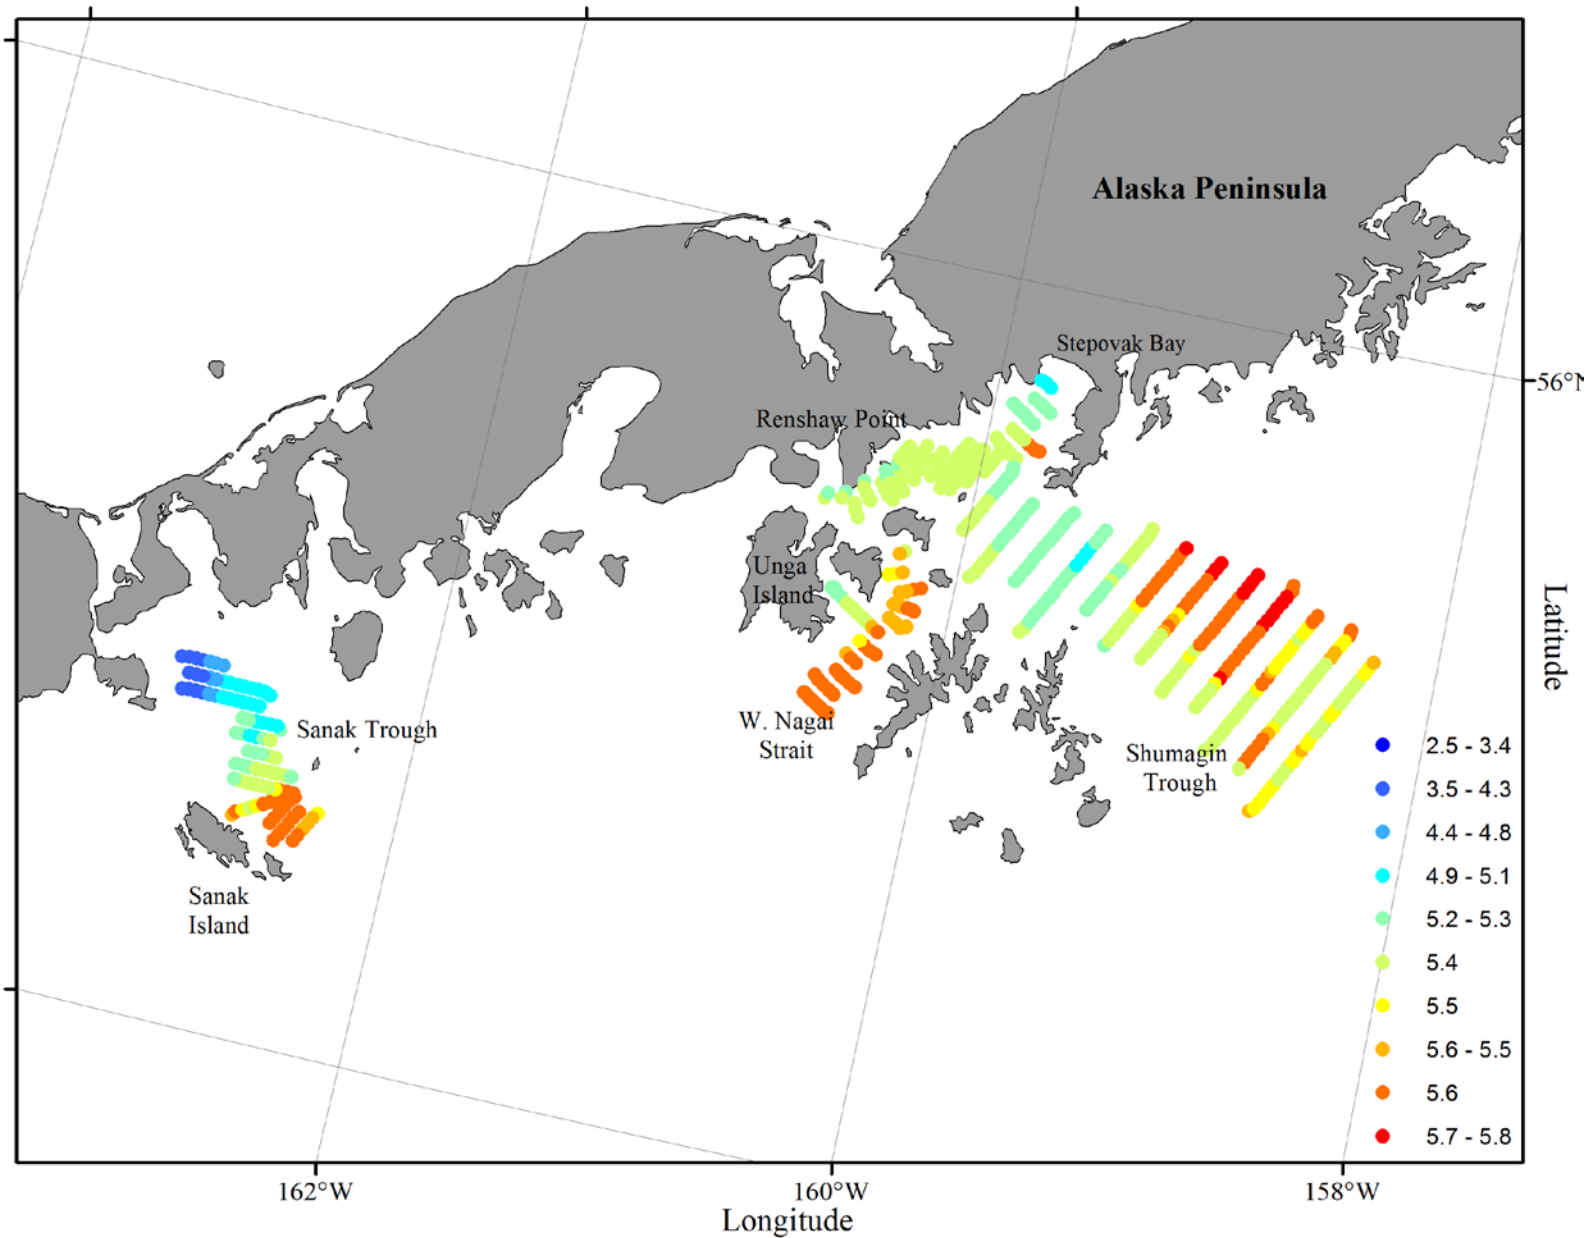 Alaska Peninsula
Stepovak Bay
56°N
Renshaw Point
Unga
Island
Latitude
Sanak Trough
W. Nagai
Strait
Shumagin
Trough
Sanak
Island
2.5 - 3.4
3.5 - 4.3
4.4 - 4.8
4.9 - 5.1
5.2 - 5.3
5.4
5.5
5.6 - 5.5
5.6
5.7 - 5.8
162°W
160°W
158°W
Longitude